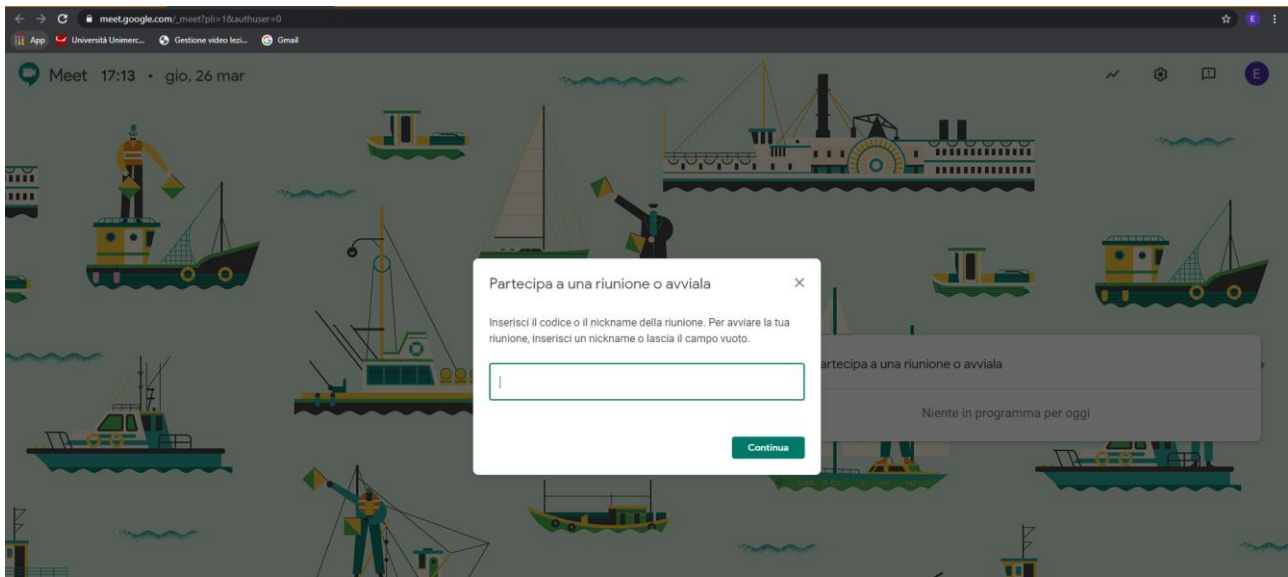 meet.google.com/_meet?pli=1&authuser=0
E
App Università Unimerc... Gestione video lezi... Gmail
Meet 17:13 • gio, 26 mar
E
Partecipa a una riunione o avviala
Inserisci il codice o il nickname della riunione. Per avviare la tua
riunione, inserisci un nickname o lascia il campo vuoto.
Continua
artecipa a una riunione o avviala
Niente in programma per oggi